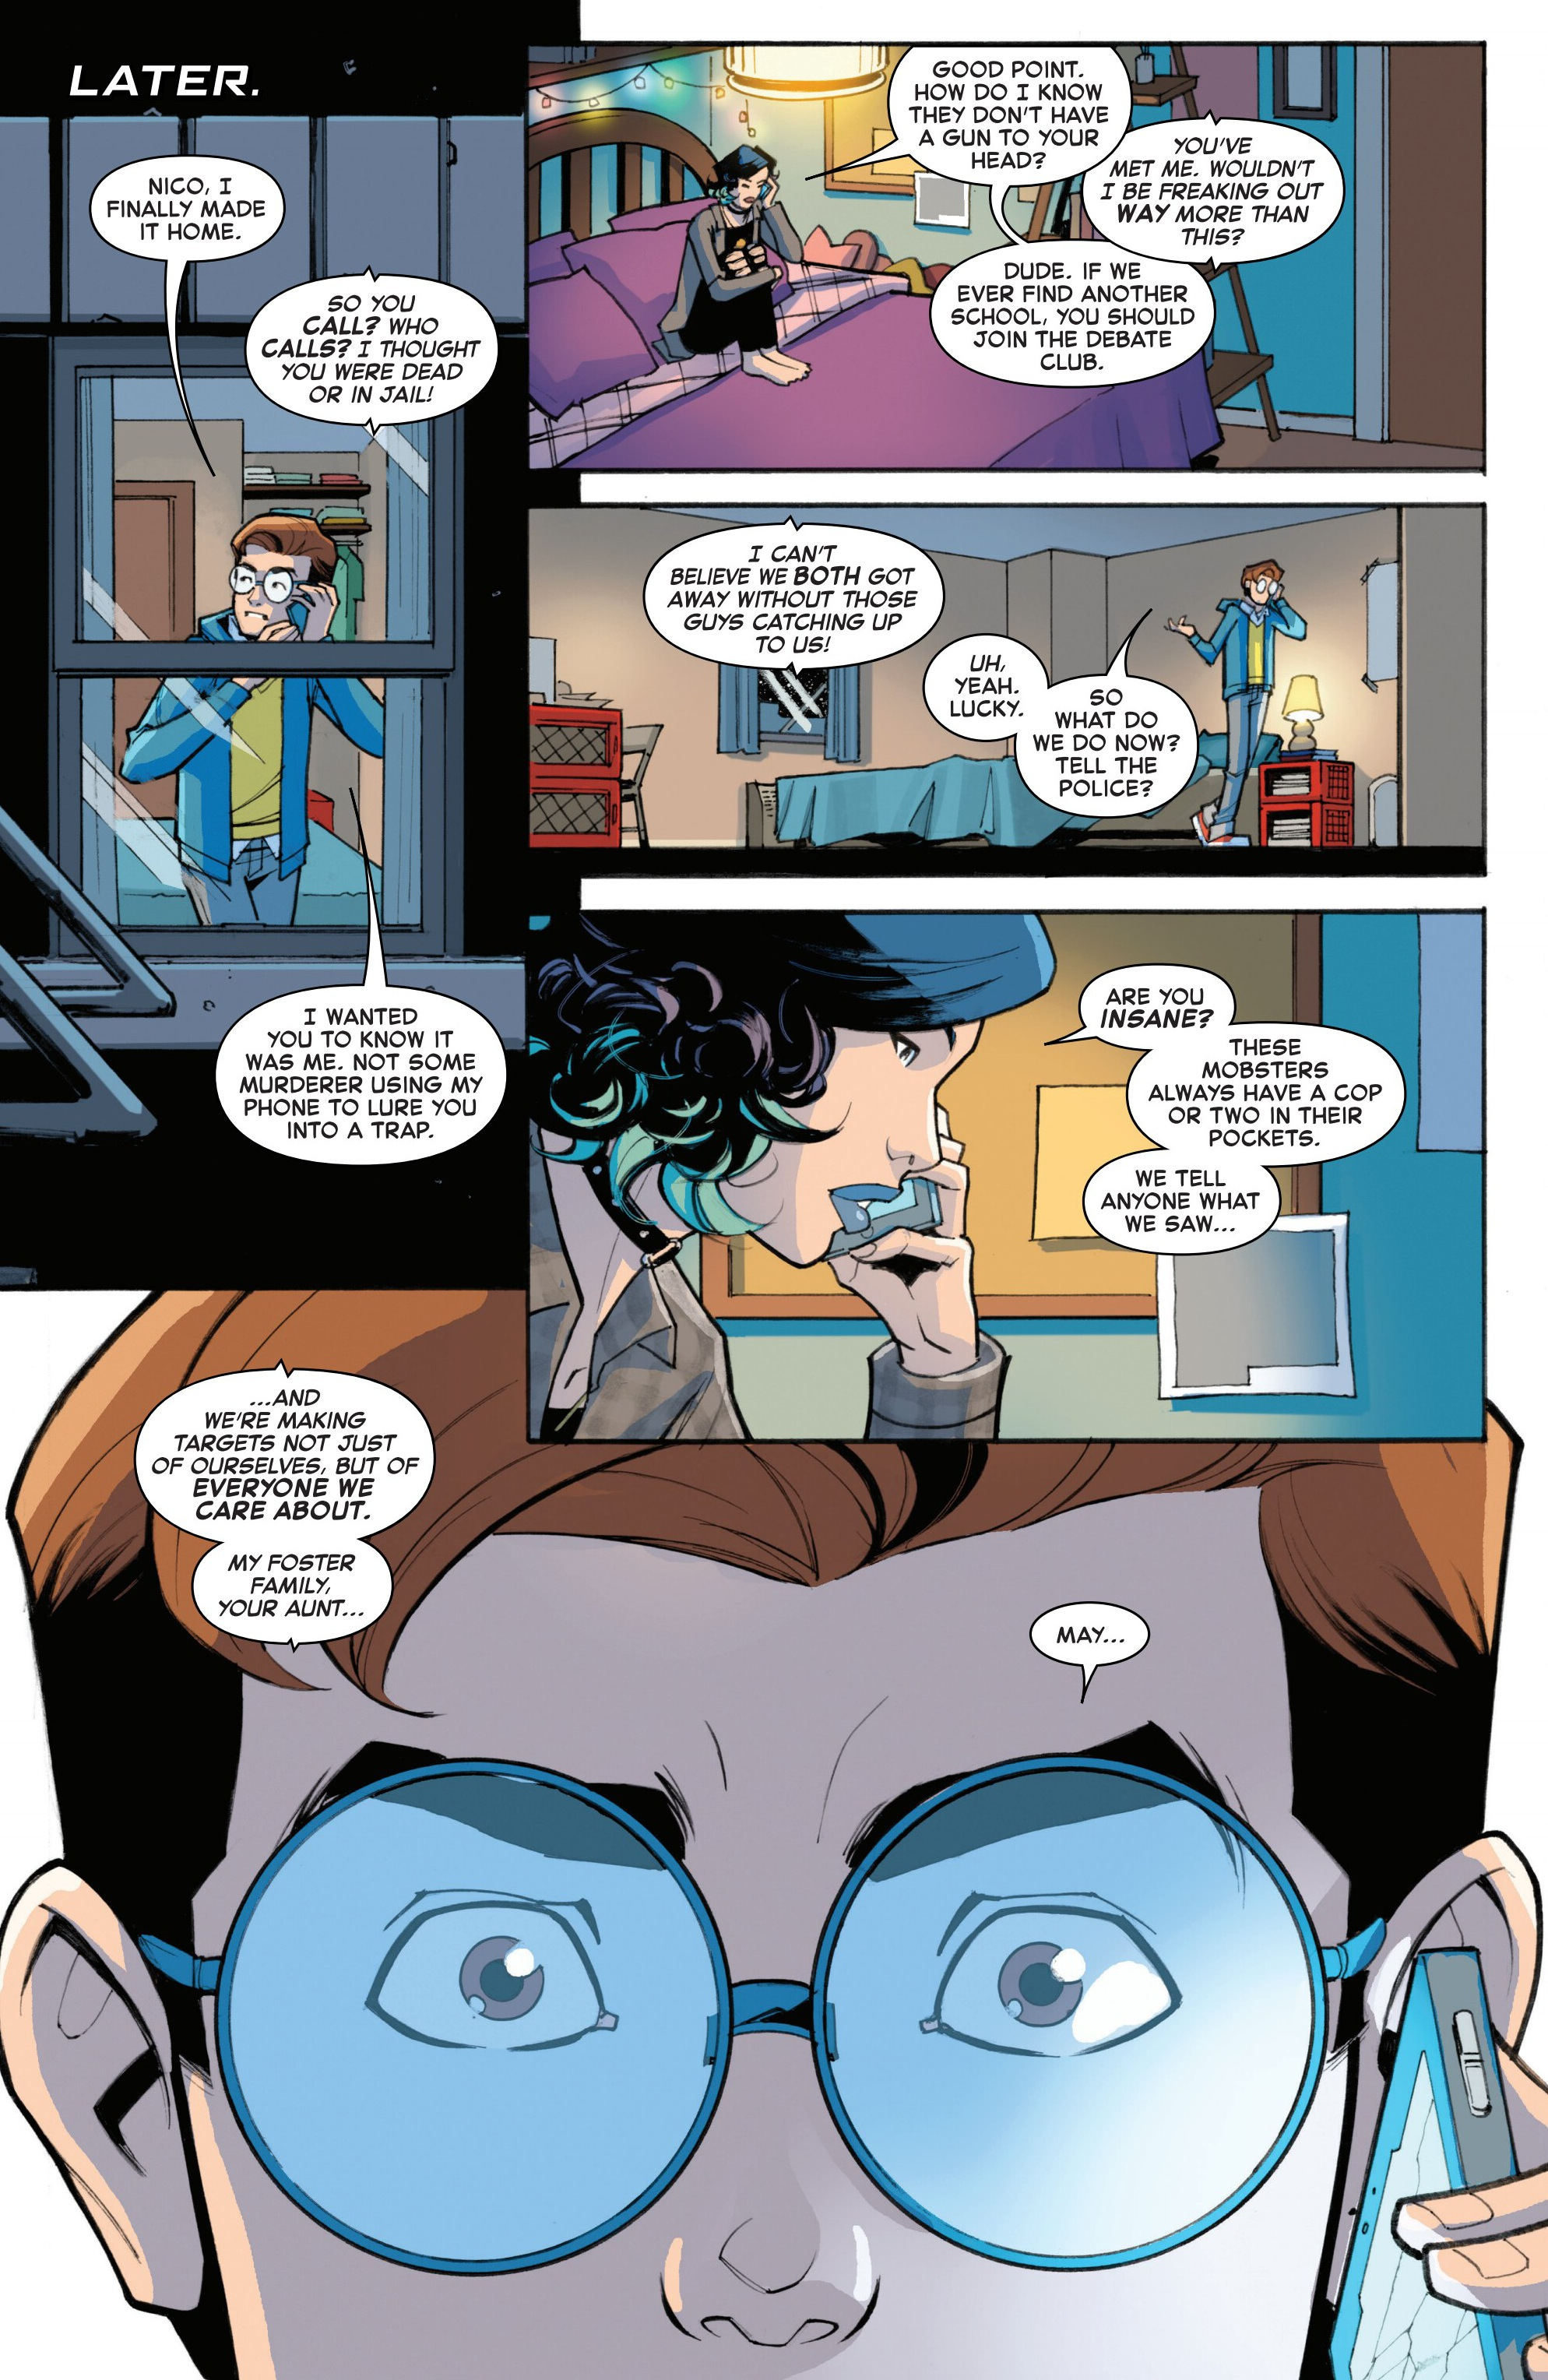 LATER.
NICO, I
FINALLY MADE
IT HOME.
SO YOU
CALL? WHO
CALLS? I THOUGHT
YOU WERE DEAD
OR IN JAIL!
I WANTED
YOU TO KNOW IT
WAS ME. NOT SOME
MURDERER USING MY
PHONE TO LURE YOU
INTO A TRAP.
GOOD POINT.
HOW DO I KNOW
THEY DON'T HAVE
A GUN TO YOUR
HEAD?
YOU'VE
MET ME. WOULDN'T
I BE FREAKING OUT
WAY MORE THAN
THIS?
DUDE. IF WE
EVER FIND ANOTHER
SCHOOL, YOU SHOULD
JOIN THE DEBATE
CLUB.
I CAN'T
BELIEVE WE BOTH GOT
AWAY WITHOUT THOSE
GUYS CATCHING UP
TO US!
UH,
YEAH.
LUCKY.
SO
WHAT DO
WE DO NOW?
TELL THE
POLICE?
ARE YOU
INSANE?
THESE
MOBSTERS
ALWAYS HAVE A COP
OR TWO IN THEIR
POCKETS.
WE TELL
ANYONE WHAT
WE SAW...
...AND
WE'RE MAKING
TARGETS NOT JUST
OF OURSELVES, BUT OF
EVERYONE WE
CARE ABOUT.
MY FOSTER
FAMILY,
YOUR AUNT...
MAY...